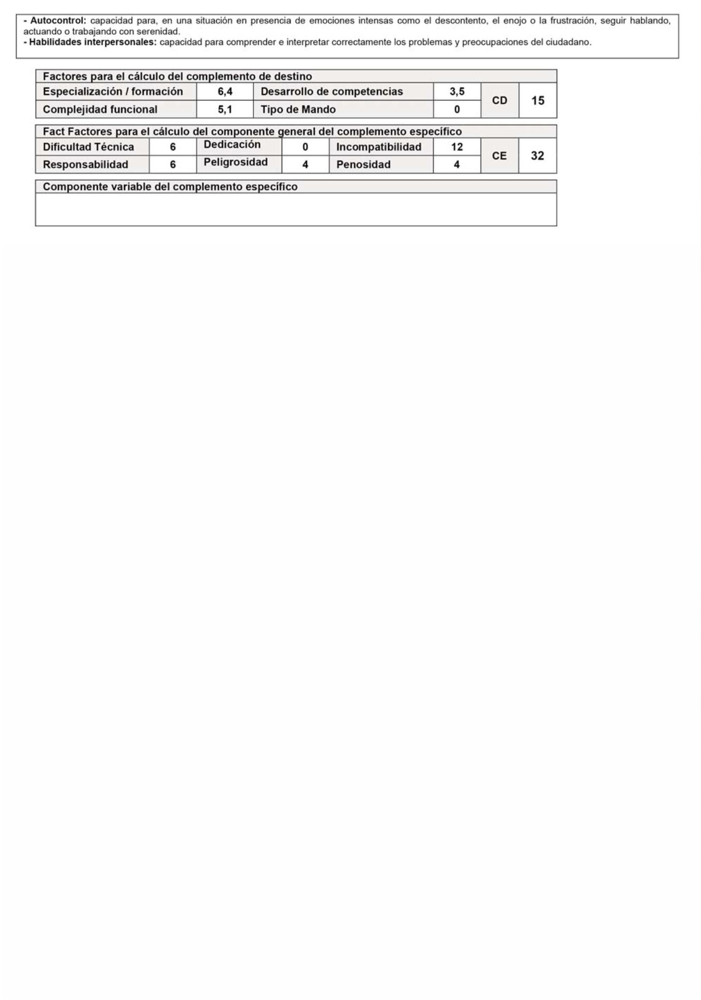 - Autocontrol: capacidad para, en una situación en presencia de emociones intensas como el descontento, el enojo o la frustración, seguir hablando,
actuando o trabajando con serenidad.
- Habilidades interpersonales: capacidad para comprender e interpretar correctamente los problemas y preocupaciones del ciudadano.
Factores para el cálculo del complemento de destino
Especialización / formación 6,4 Desarrollo de competencias 3,5 CD 15
Complejidad funcional 5,1 Tipo de Mando 0
Fact Factores para el cálculo del componente general del complemento específico
Dificultad Técnica 6 Dedicación 0 Incompatibilidad 12 CE 32
Responsabilidad 6 Peligrosidad 4 Penosidad 4
Componente variable del complemento específico